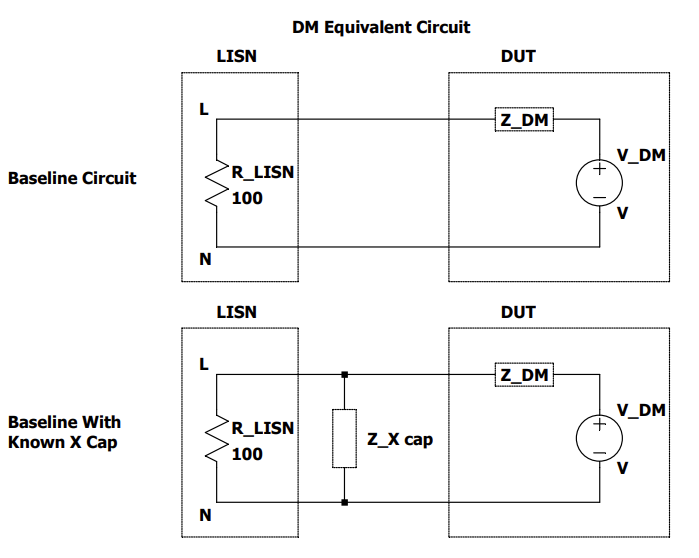 DM Equivalent Circuit
LISN
DUT
L
Z_DM
V_DM
Baseline Circuit
R_LISN
100
V
N
LISN
DUT
L
Z_DM
V_DM
Baseline With
Known X Cap
R_LISN
100
Z_X cap
V
N